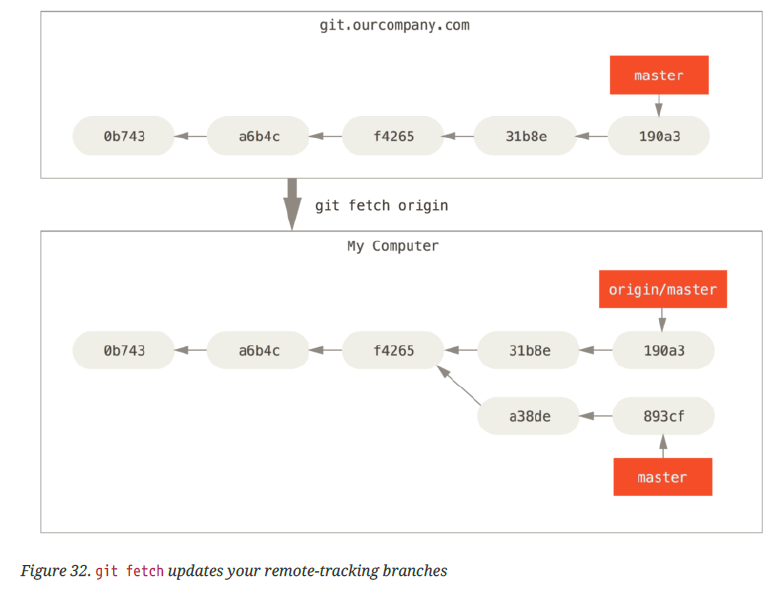 git.ourcompany.com
master
0b743 a6b4c f4265 31b8e 190a3
git fetch origin
My Computer
origin/master
0b743 a6b4c f4265 31b8e 190a3
a38de 893cf
master
Figure 32. git fetch updates your remote-tracking branches